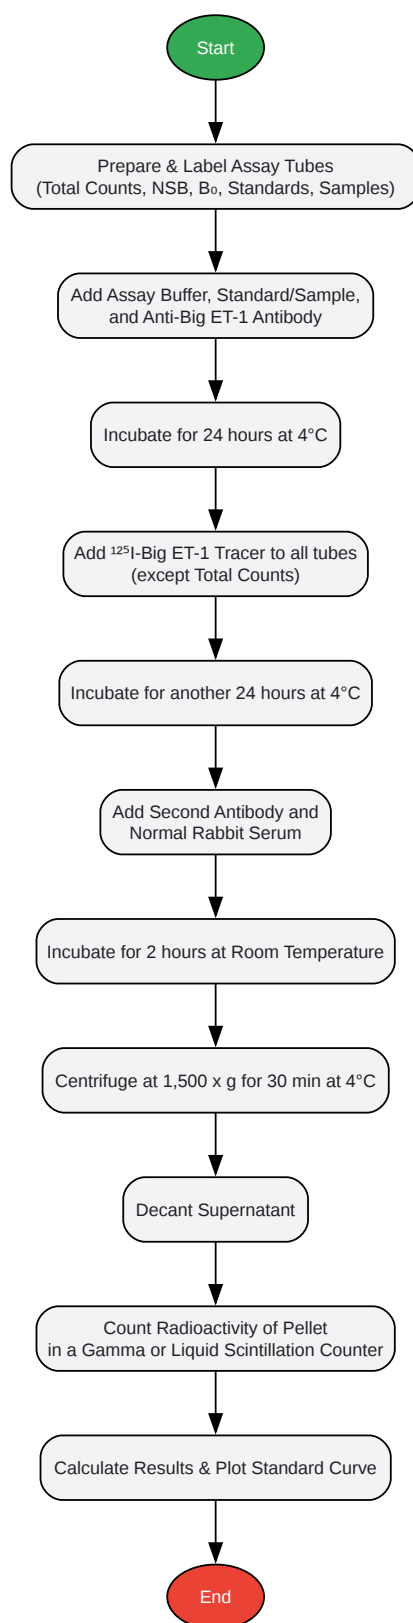 Start
Prepare & Label Assay Tubes
(Total Counts, NSB, B₀, Standards, Samples)
Add Assay Buffer, Standard/Sample,
and Anti-Big ET-1 Antibody
Incubate for 24 hours at 4°C
Add ¹²⁵I-Big ET-1 Tracer to all tubes
(except Total Counts)
Incubate for another 24 hours at 4°C
Add Second Antibody and
Normal Rabbit Serum
Incubate for 2 hours at Room Temperature
Centrifuge at 1,500 x g for 30 min at 4°C
Decant Supernatant
Count Radioactivity of Pellet
in a Gamma or Liquid Scintillation Counter
Calculate Results & Plot Standard Curve
End